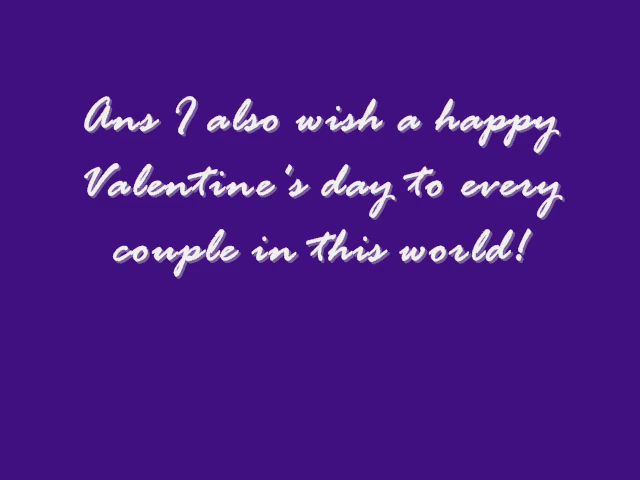 Ans I also wish a happy
Valentine's day to every
couple in this world!